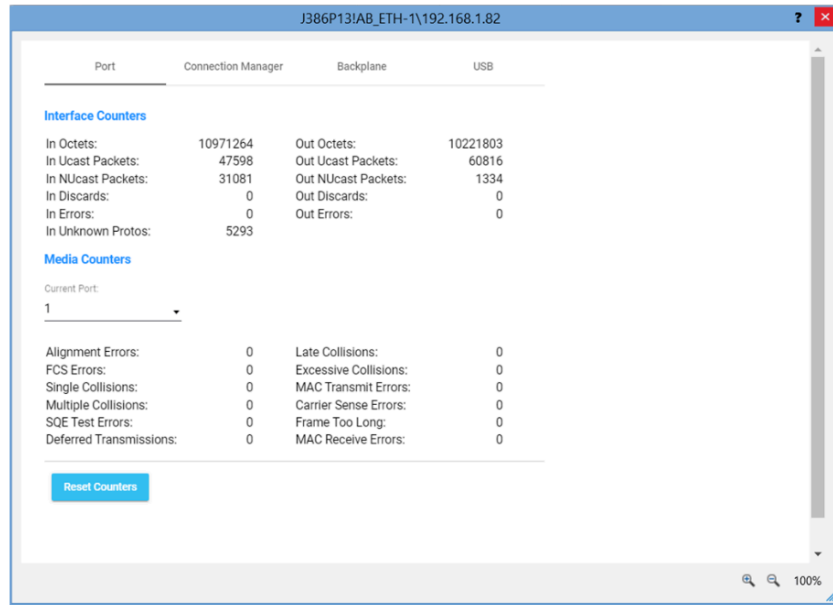 J386P13!AB_ETH-1\192.168.1.82 ?
Port Connection Manager Backplane USB
Interface Counters
In Octets: 10971264 Out Octets: 10221803
In Ucast Packets: 47598 Out Ucast Packets: 60816
In NUcast Packets: 31081 Out NUcast Packets: 1334
In Discards: 0 Out Discards: 0
In Errors: 0 Out Errors: 0
In Unknown Protos: 5293
Media Counters
Current Port:
1
Alignment Errors: 0 Late Collisions: 0
FCS Errors: 0 Excessive Collisions: 0
Single Collisions: 0 MAC Transmit Errors: 0
Multiple Collisions: 0 Carrier Sense Errors: 0
SQE Test Errors: 0 Frame Too Long: 0
Deferred Transmissions: 0 MAC Receive Errors: 0
Reset Counters
100%